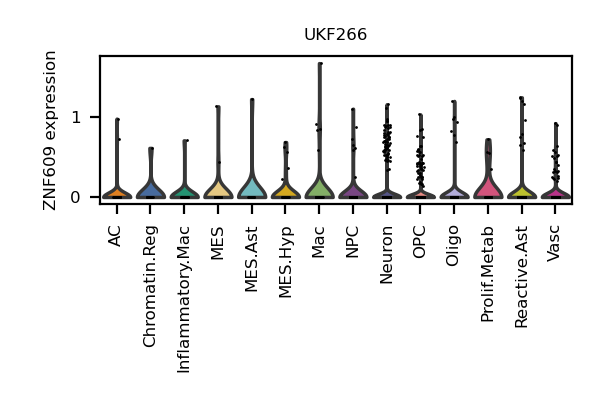 UKF266
ZNF609 expression
1
0
AC
Chromatin.Reg
Inflammatory.Mac
MES
MES.Ast
MES.Hyp
Mac
NPC
Neuron
OPC
Oligo
Prolif.Metab
Reactive.Ast
Vasc